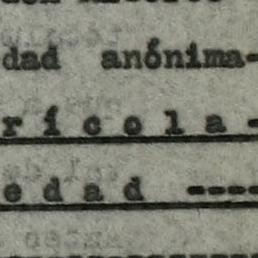 dad anónima-
rícola-
edad ----